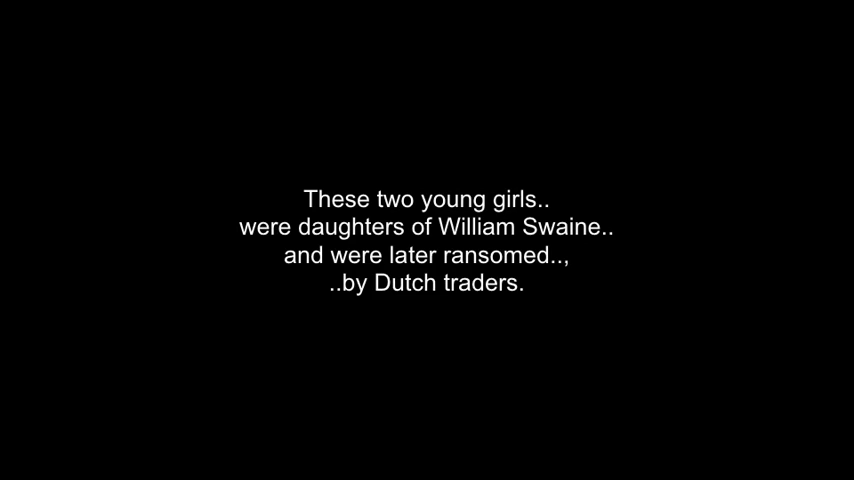 These two young girls..
were daughters of William Swaine..
and were later ransomed..,
..by Dutch traders.